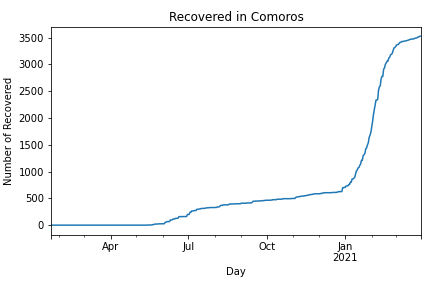 Recovered in Comoros
Number of Recovered
3500
3000
2500
2000
1500
1000
500
0
Apr
Jul
Oct
Jan
2021
Day